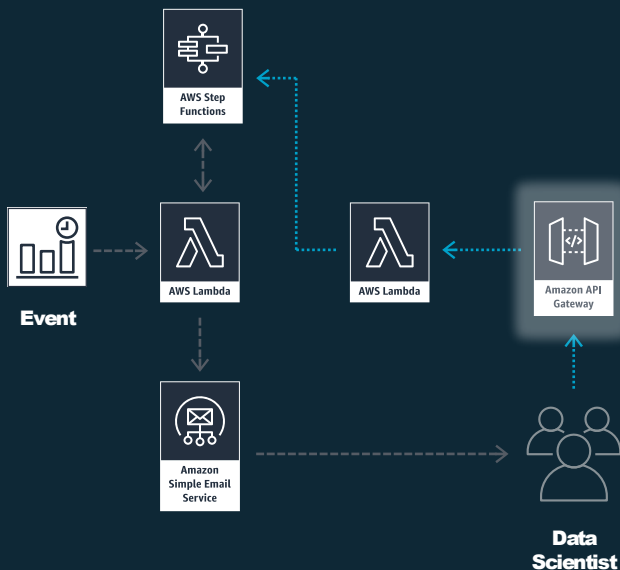 AWS Step
Functions
Event
AWS Lambda
AWS Lambda
</>
Amazon API
Gateway
Amazon
Simple Email
Service
Data
Scientist